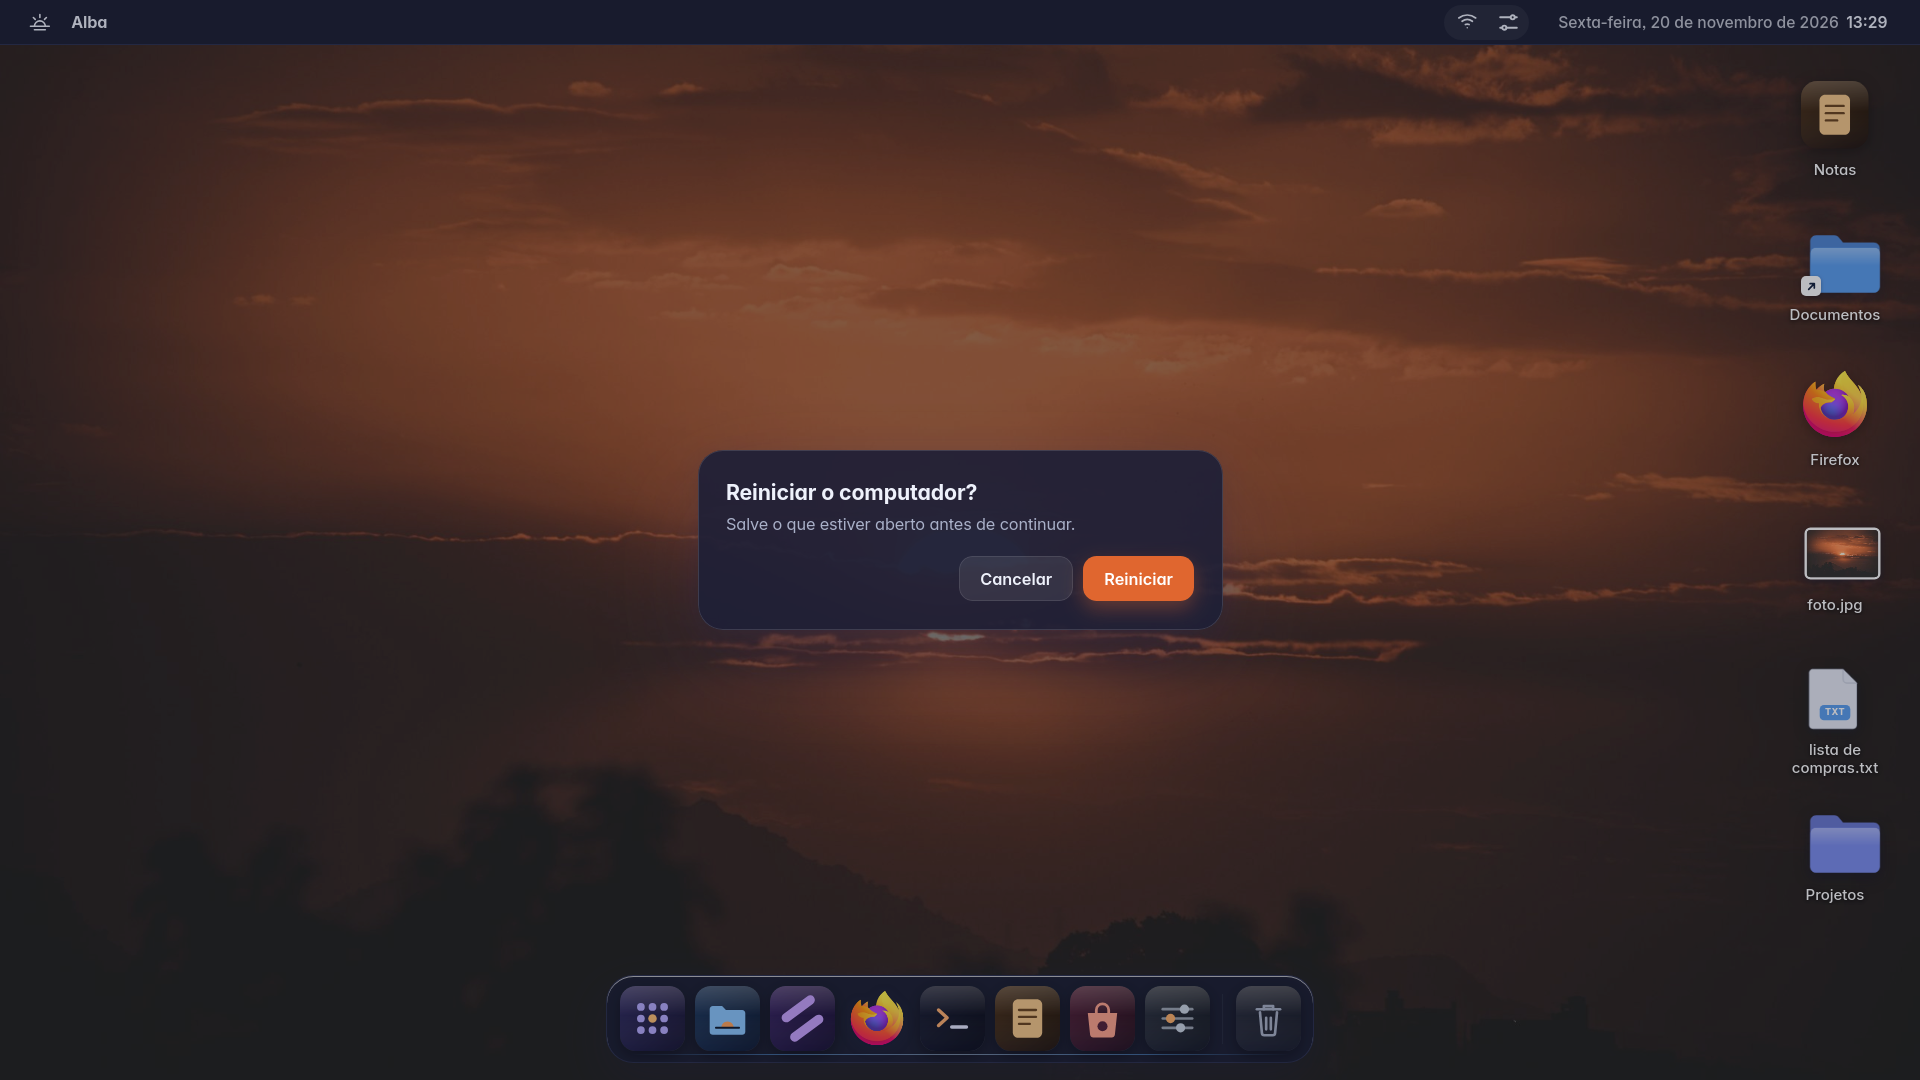 Alba
Sexta-feira, 20 de novembro de 2026 13:29
Notas
Documentos
Firefox
foto.jpg
TXT
lista de
compras.txt
Projetos
Reiniciar o computador?
Salve o que estiver aberto antes de continuar.
Cancelar
Reiniciar